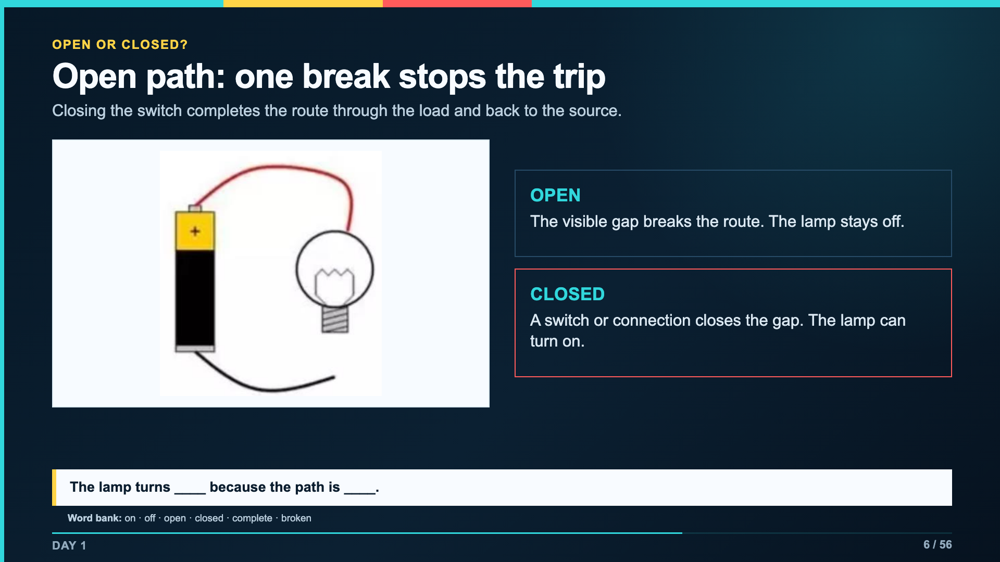 OPEN OR CLOSED?
Open path: one break stops the trip
Closing the switch completes the route through the load and back to the source.
+
OPEN
The visible gap breaks the route. The lamp stays off.
CLOSED
A switch or connection closes the gap. The lamp can
turn on.
The lamp turns ____ because the path is ____.
Word bank: on · off · open · closed · complete · broken
DAY 1
6 / 56